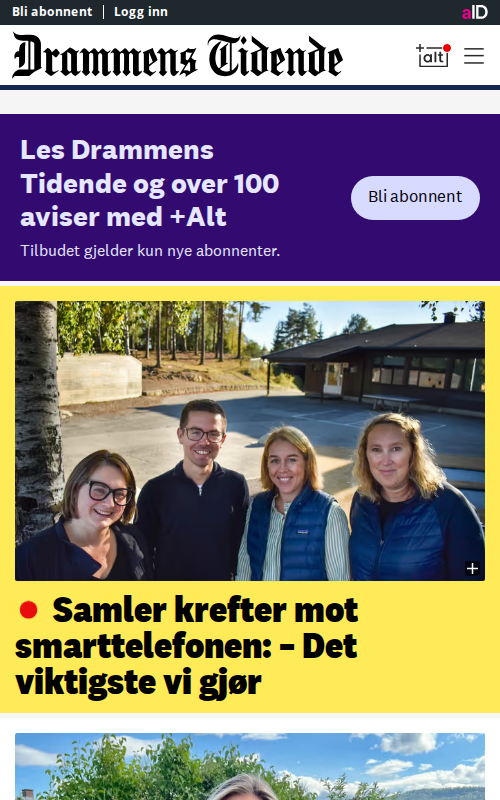 Bli abonnent | Logg inn
aID
Drammens Tidende
+alt
Les Drammens
Tidende og over 100
aviser med +Alt
Bli abonnent
Tilbudet gjelder kun nye abonnenter.
Samler krefter mot
smarttelefonen: – Det
viktigste vi gjør